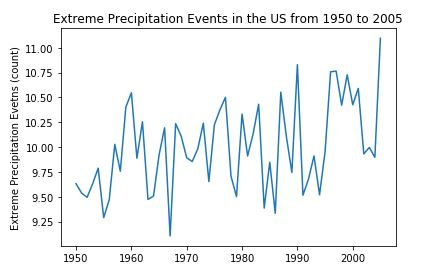 Extreme Precipitation Events in the US from 1950 to 2005
Extreme Precipitation Evetns (count)
11.00
10.75
10.50
10.25
10.00
9.75
9.50
9.25
1950 1960 1970 1980 1990 2000